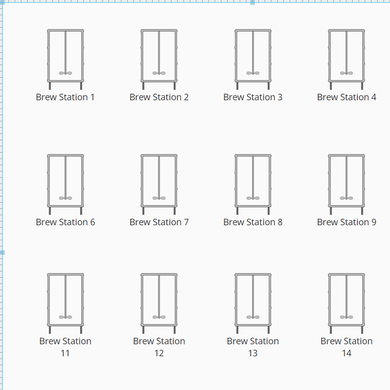 Brew Station 1
Brew Station 2
Brew Station 3
Brew Station 4
Brew Station 6
Brew Station 7
Brew Station 8
Brew Station 9
Brew Station
11
Brew Station
12
Brew Station
13
Brew Station
14